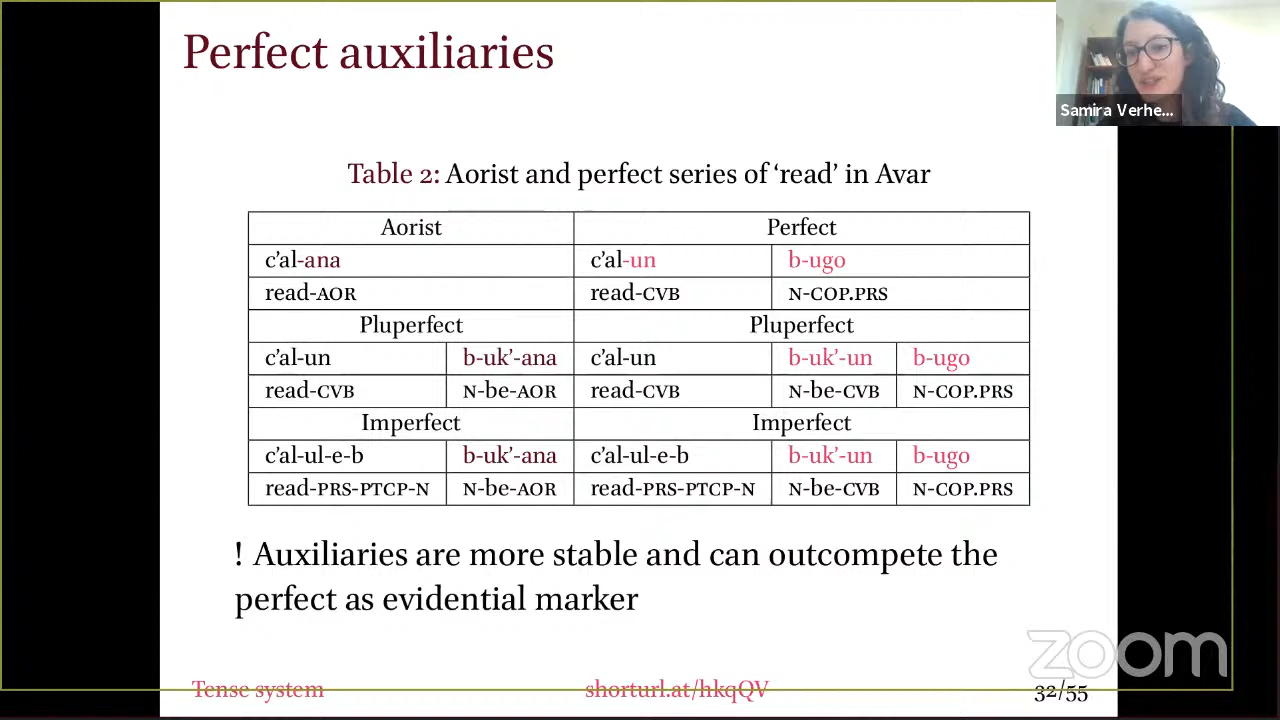 Perfect auxiliaries
Samira Verhe...
Table 2: Aorist and perfect series of ‘read’ in Avar
Aorist Perfect
c’al-ana c’al-un b-ugo
read-AOR read-CVB N-COP.PRS
Pluperfect Pluperfect
c’al-un b-uk’-ana c’al-un b-uk’-un b-ugo
read-CVB N-be-AOR read-CVB N-be-CVB N-COP.PRS
Imperfect Imperfect
c’al-ul-e-b b-uk’-ana c’al-ul-e-b b-uk’-un b-ugo
read-PRS-PTCP-N N-be-AOR read-PRS-PTCP-N N-be-CVB N-COP.PRS
! Auxiliaries are more stable and can outcompete the
perfect as evidential marker
zoom
Tense system shorturl.at/hkqQV 32/55